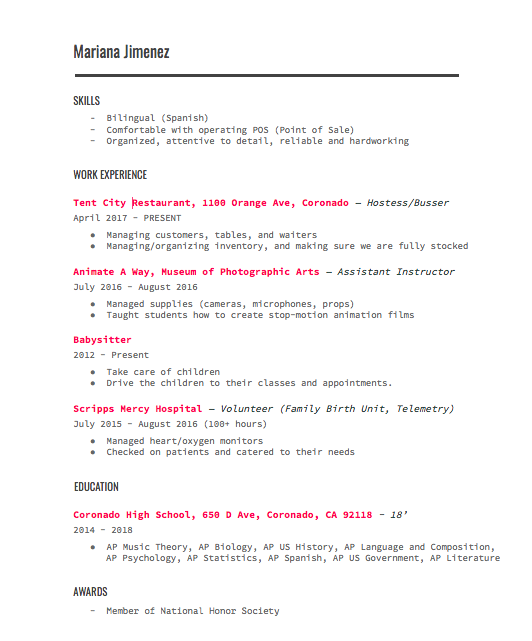 Mariana Jimenez
SKILLS
- Bilingual (Spanish)
- Comfortable with operating POS (Point of Sale)
- Organized, attentive to detail, reliable and hardworking
WORK EXPERIENCE
Tent City Restaurant, 1100 Orange Ave, Coronado — Hostess/Busser
April 2017 - PRESENT
● Managing customers, tables, and waiters
● Managing/organizing inventory, and making sure we are fully stocked
Animate A Way, Museum of Photographic Arts — Assistant Instructor
July 2016 - August 2016
● Managed supplies (cameras, microphones, props)
● Taught students how to create stop-motion animation films
Babysitter
2012 - Present
● Take care of children
● Drive the children to their classes and appointments.
Scripps Mercy Hospital — Volunteer (Family Birth Unit, Telemetry)
July 2015 - August 2016 (100+ hours)
● Managed heart/oxygen monitors
● Checked on patients and catered to their needs
EDUCATION
Coronado High School, 650 D Ave, Coronado, CA 92118 - 18’
2014 - 2018
● AP Music Theory, AP Biology, AP US History, AP Language and Composition,
AP Psychology, AP Statistics, AP Spanish, AP US Government, AP Literature
AWARDS
- Member of National Honor Society